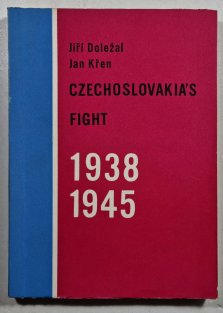 Jiří Doležal
Jan Křen
CZECHOSLOVAKIA'S
FIGHT
1938
1945